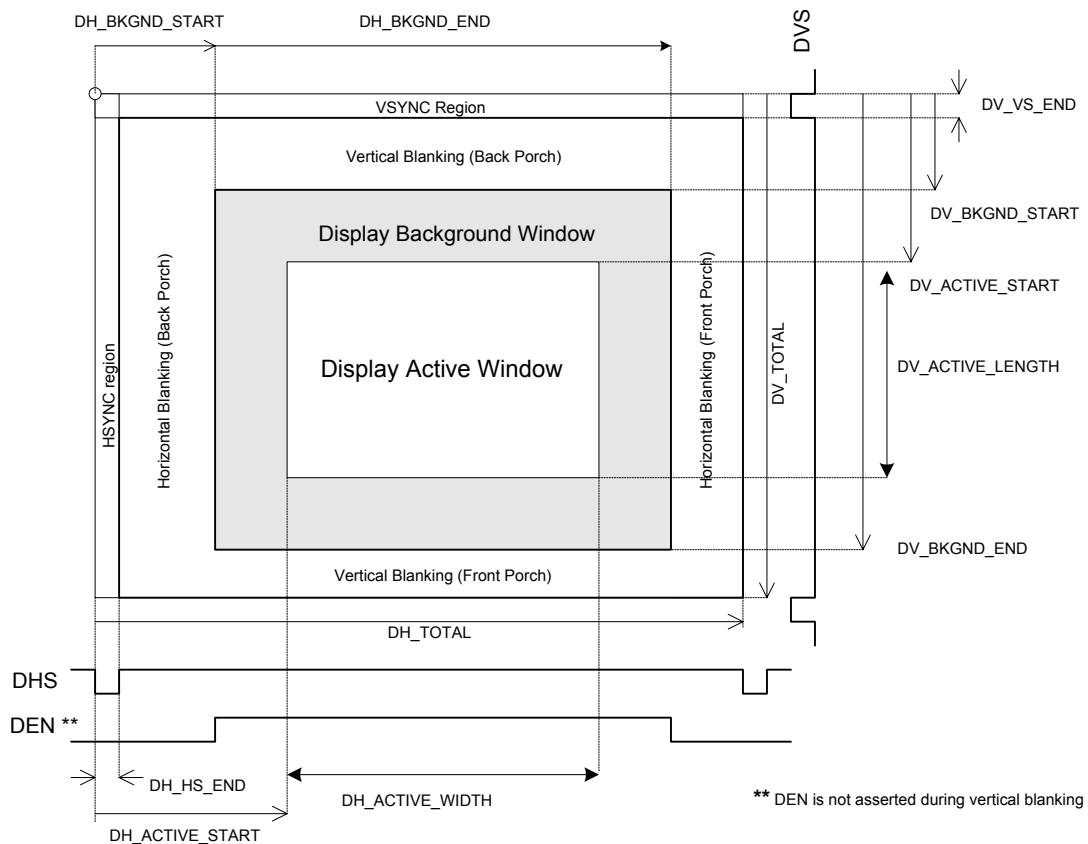 DH_BKGND_START
DH_BKGND_END
DVS
VSYNC Region
DV_VS_END
Vertical Blanking (Back Porch)
DV_BKGND_START
Display Background Window
DV_ACTIVE_START
HSYNC region
Horizontal Blanking (Back Porch)
Display Active Window
Horizontal Blanking (Front Porch)
DV_TOTAL
DV_ACTIVE_LENGTH
DV_BKGND_END
Vertical Blanking (Front Porch)
DH_TOTAL
DHS
DEN **
DH_HS_END
DH_ACTIVE_WIDTH
** DEN is not asserted during vertical blanking
DH_ACTIVE_START